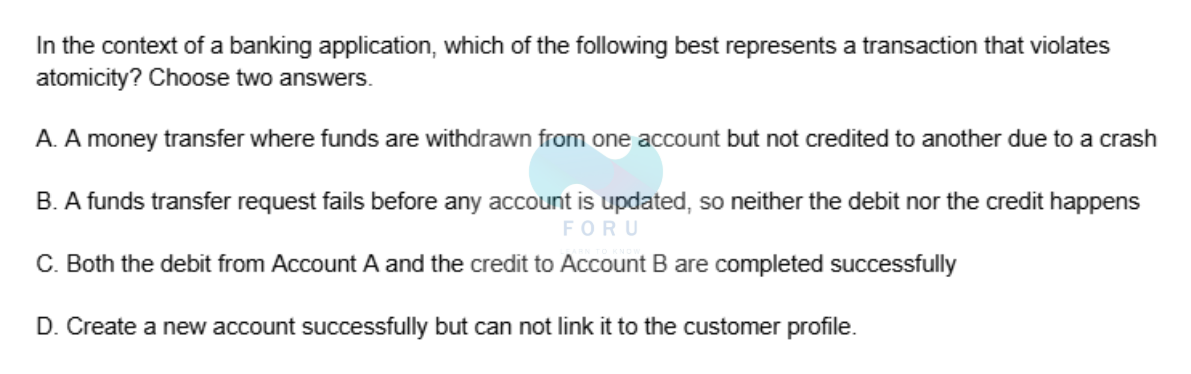 In the context of a banking application, which of the following best represents a transaction that violates
atomicity? Choose two answers.
A. A money transfer where funds are withdrawn from one account but not credited to another due to a crash
B. A funds transfer request fails before any account is updated, so neither the debit nor the credit happens
FORU
C. Both the debit from Account A and the credit to Account B are completed successfully
D. Create a new account successfully but can not link it to the customer profile.